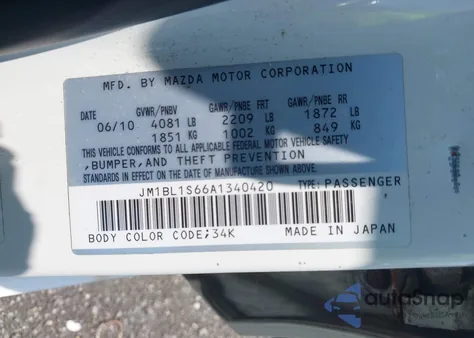 MFD. BY MAZDA MOTOR CORPORATION
GVWR/PNBV GAWR/PNBE FRT GAWR/PNBE RR
06/10 4081 LB 2209 LB 1872 LB
1851 KG 1002 KG 849 KG
THIS VEHICLE CONFORMS TO ALL APPLICABLE FEDERAL MOTOR VEHICLE SAFETY
,BUMPER,AND THEFT PREVENTION
STANDARDS IN EFFECT ON THE DATE OF MANUFACTURE SHOWN ABOVE.
JM1BL1S66A1340420 TYPE: PASSENGER
BODY COLOR CODE;34K MADE IN JAPAN
autoSnap